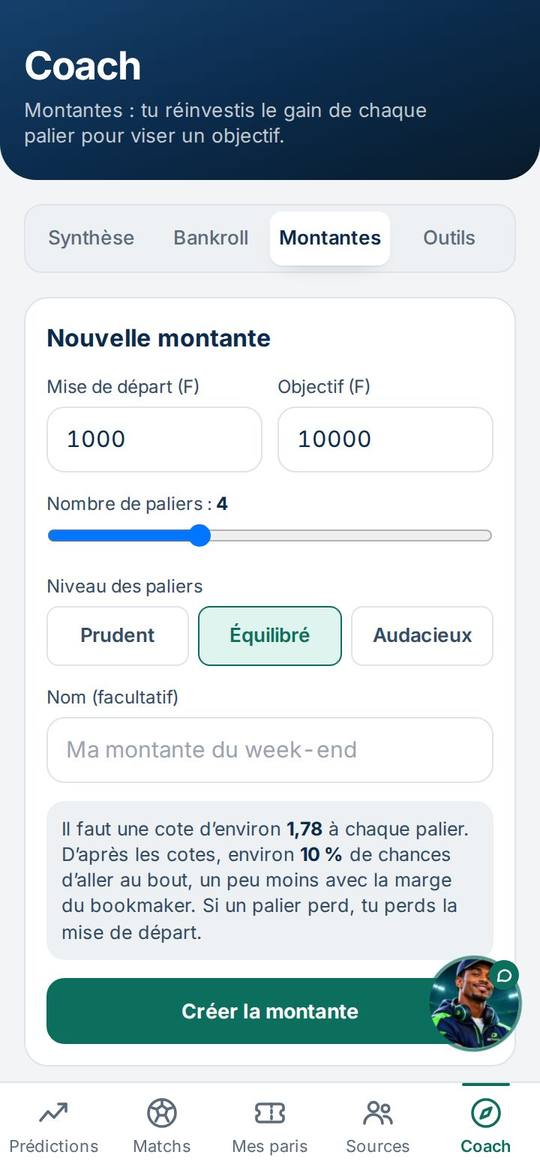 Coach
Montantes : tu réinvestis le gain de chaque
palier pour viser un objectif.
Synthèse
Bankroll
Montantes
Outils
Nouvelle montante
Mise de départ (F)
Objectif (F)
1000
10000
Nombre de paliers : 4
Niveau des paliers
Prudent
Équilibré
Audacieux
Nom (facultatif)
Ma montante du week-end
Il faut une cote d’environ 1,78 à chaque palier.
D’après les cotes, environ 10 % de chances
d’aller au bout, un peu moins avec la marge
du bookmaker. Si un palier perd, tu perds la
mise de départ.
Créer la montante
Prédictions
Matchs
Mes paris
Sources
Coach